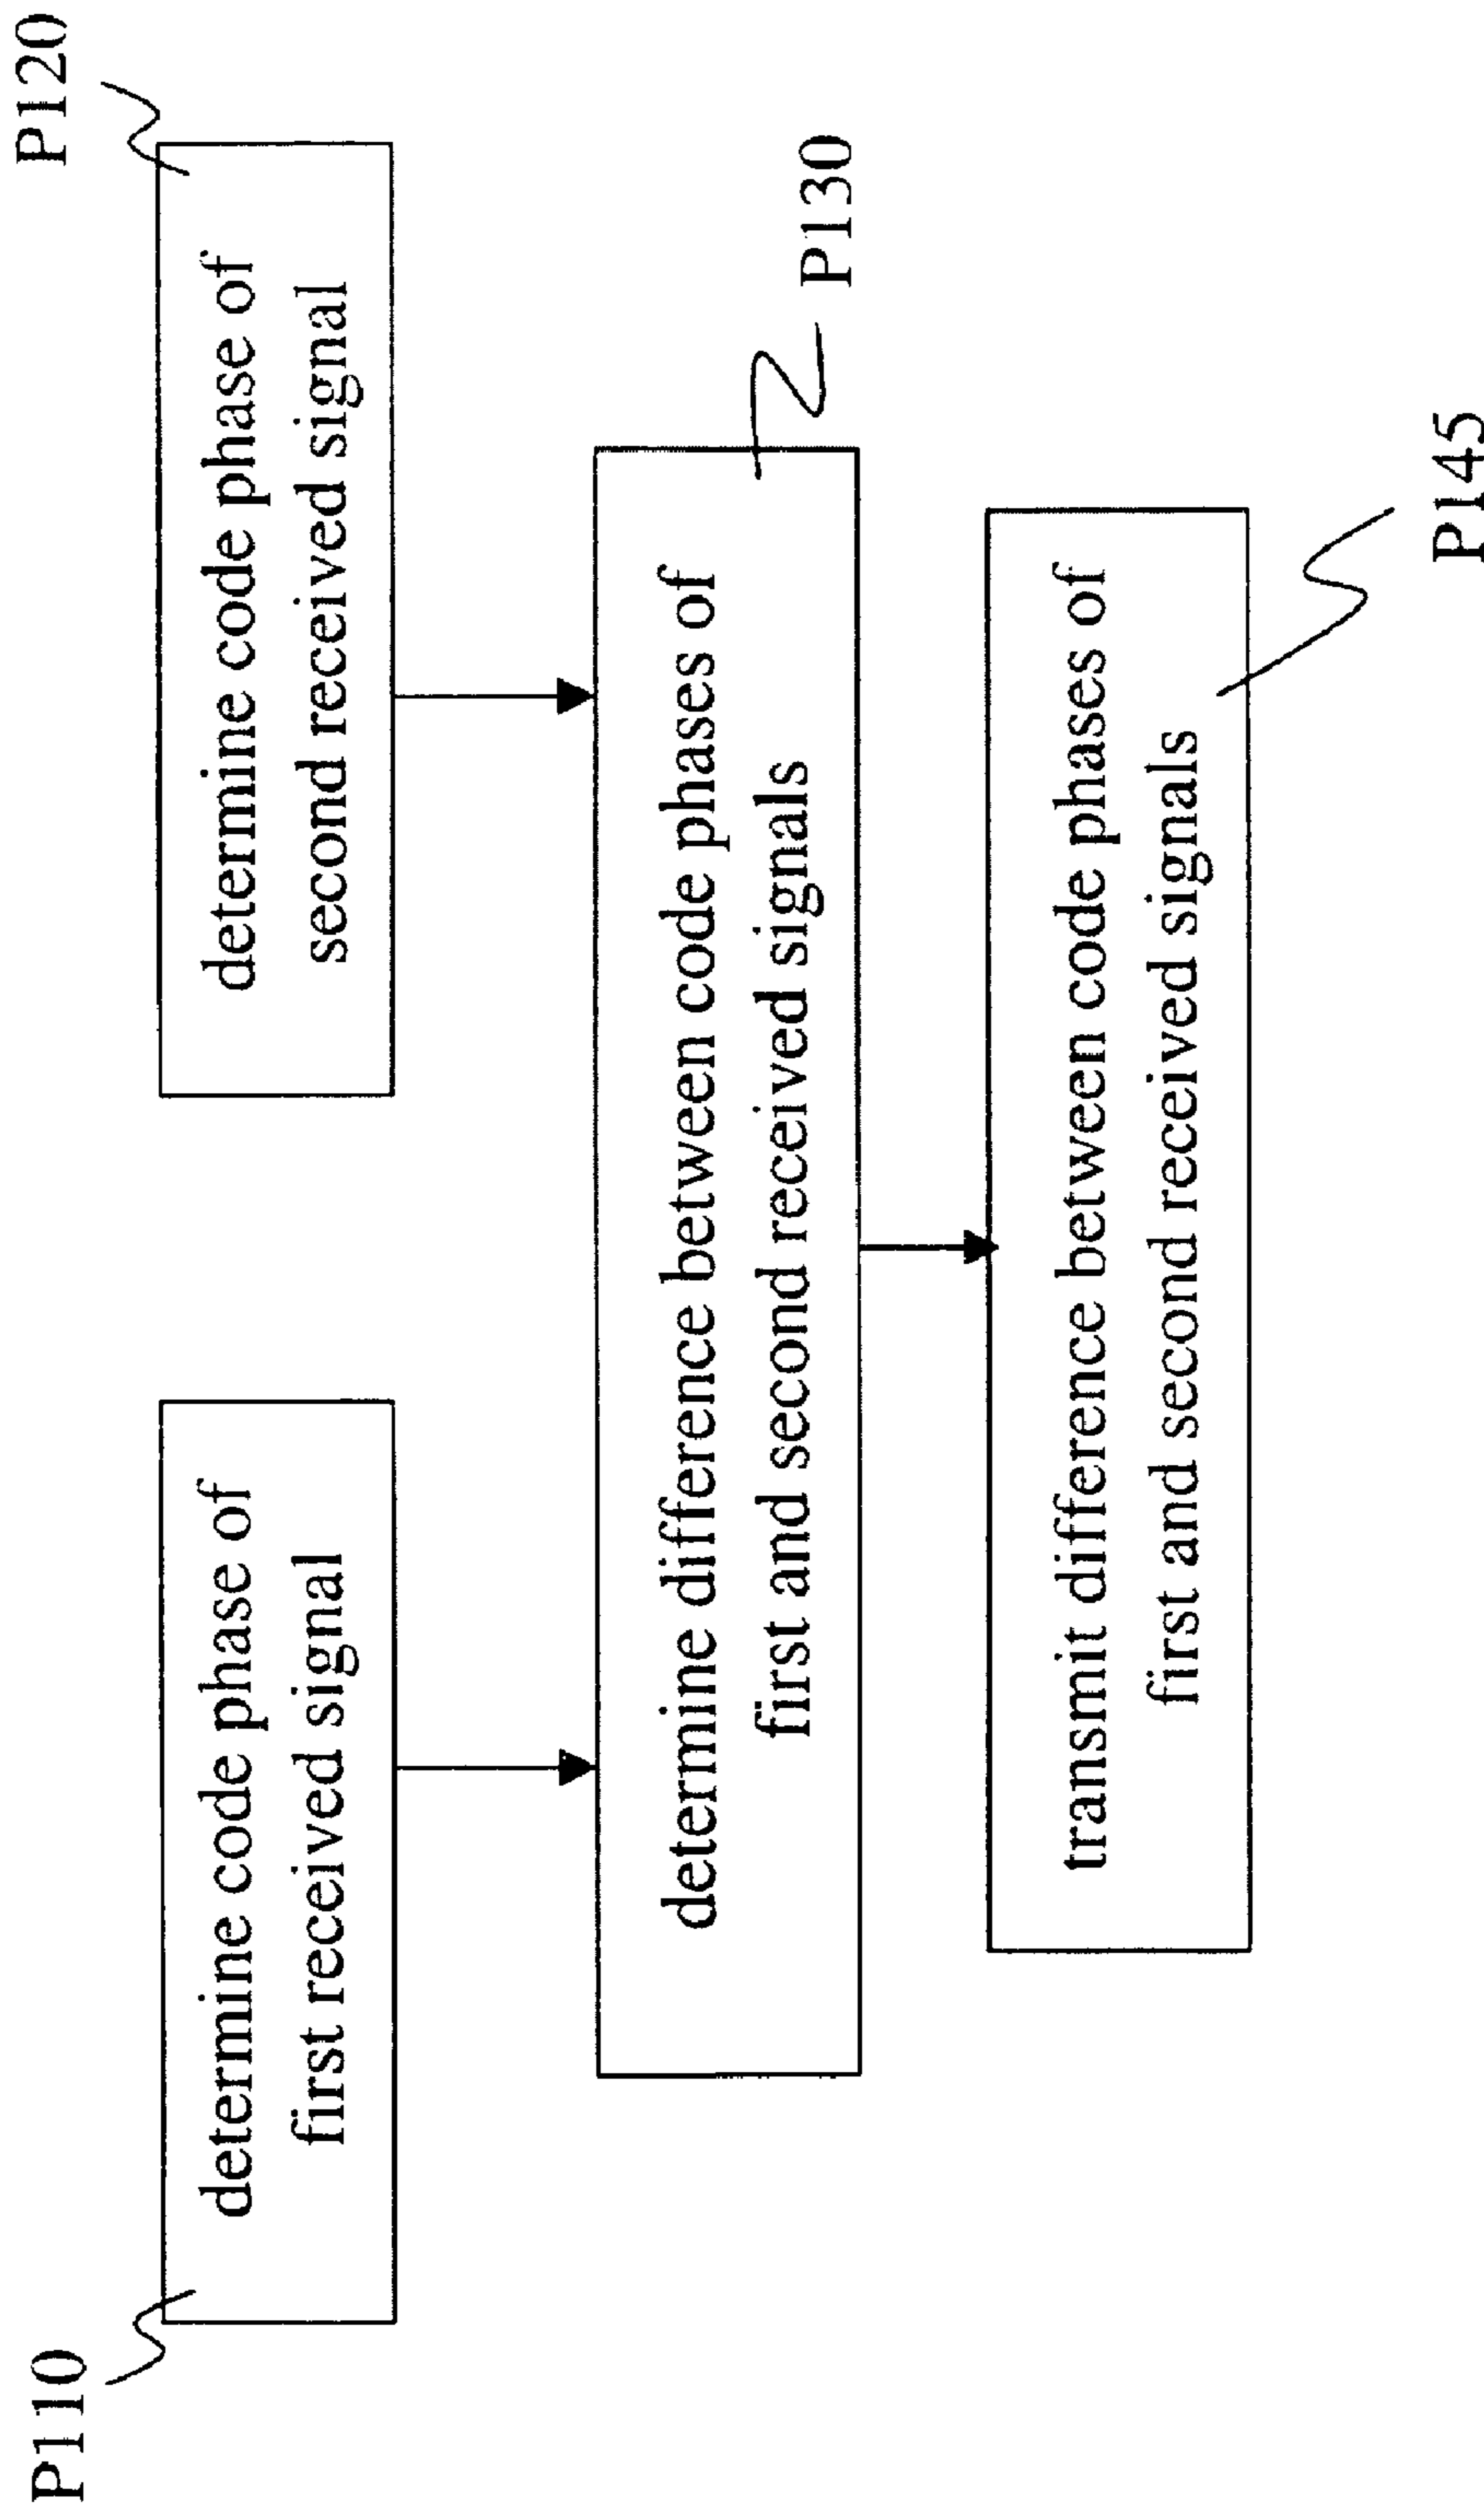 P110
P120
determine code phase of
first received signal
determine code phase of
second received signal
P130
determine difference between code phases of
first and second received signals
transmit difference between code phases of
first and second received signals
P145